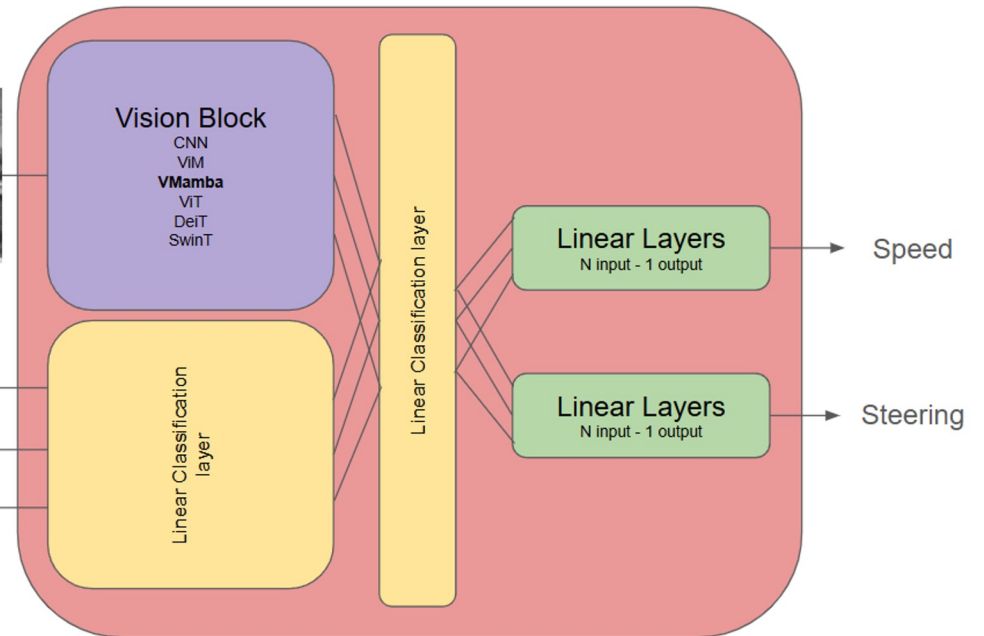 Vision Block
CNN
ViM
VMamba
ViT
DeiT
SwinT
Linear Classification
layer
Linear Classification layer
Linear Layers
N input - 1 output
Speed
Linear Layers
N input - 1 output
Steering